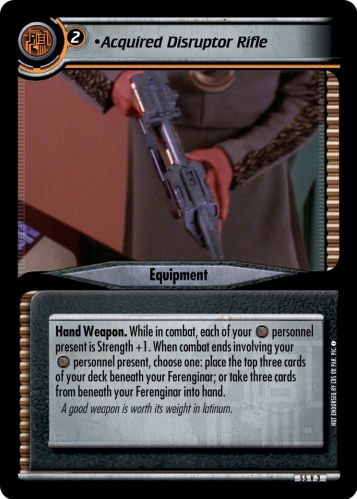 2
•Acquired Disruptor Rifle
Equipment
Hand Weapon. While in combat, each of your personnel
present is Strength +1. When combat ends involving your
personnel present, choose one: place the top three cards
of your deck beneath your Ferenginar; or take three cards
from beneath your Ferenginar into hand.
A good weapon is worth its weight in latinum.
NOT ENDORSED BY CBS. OR PAR. PIC.
55 V 3